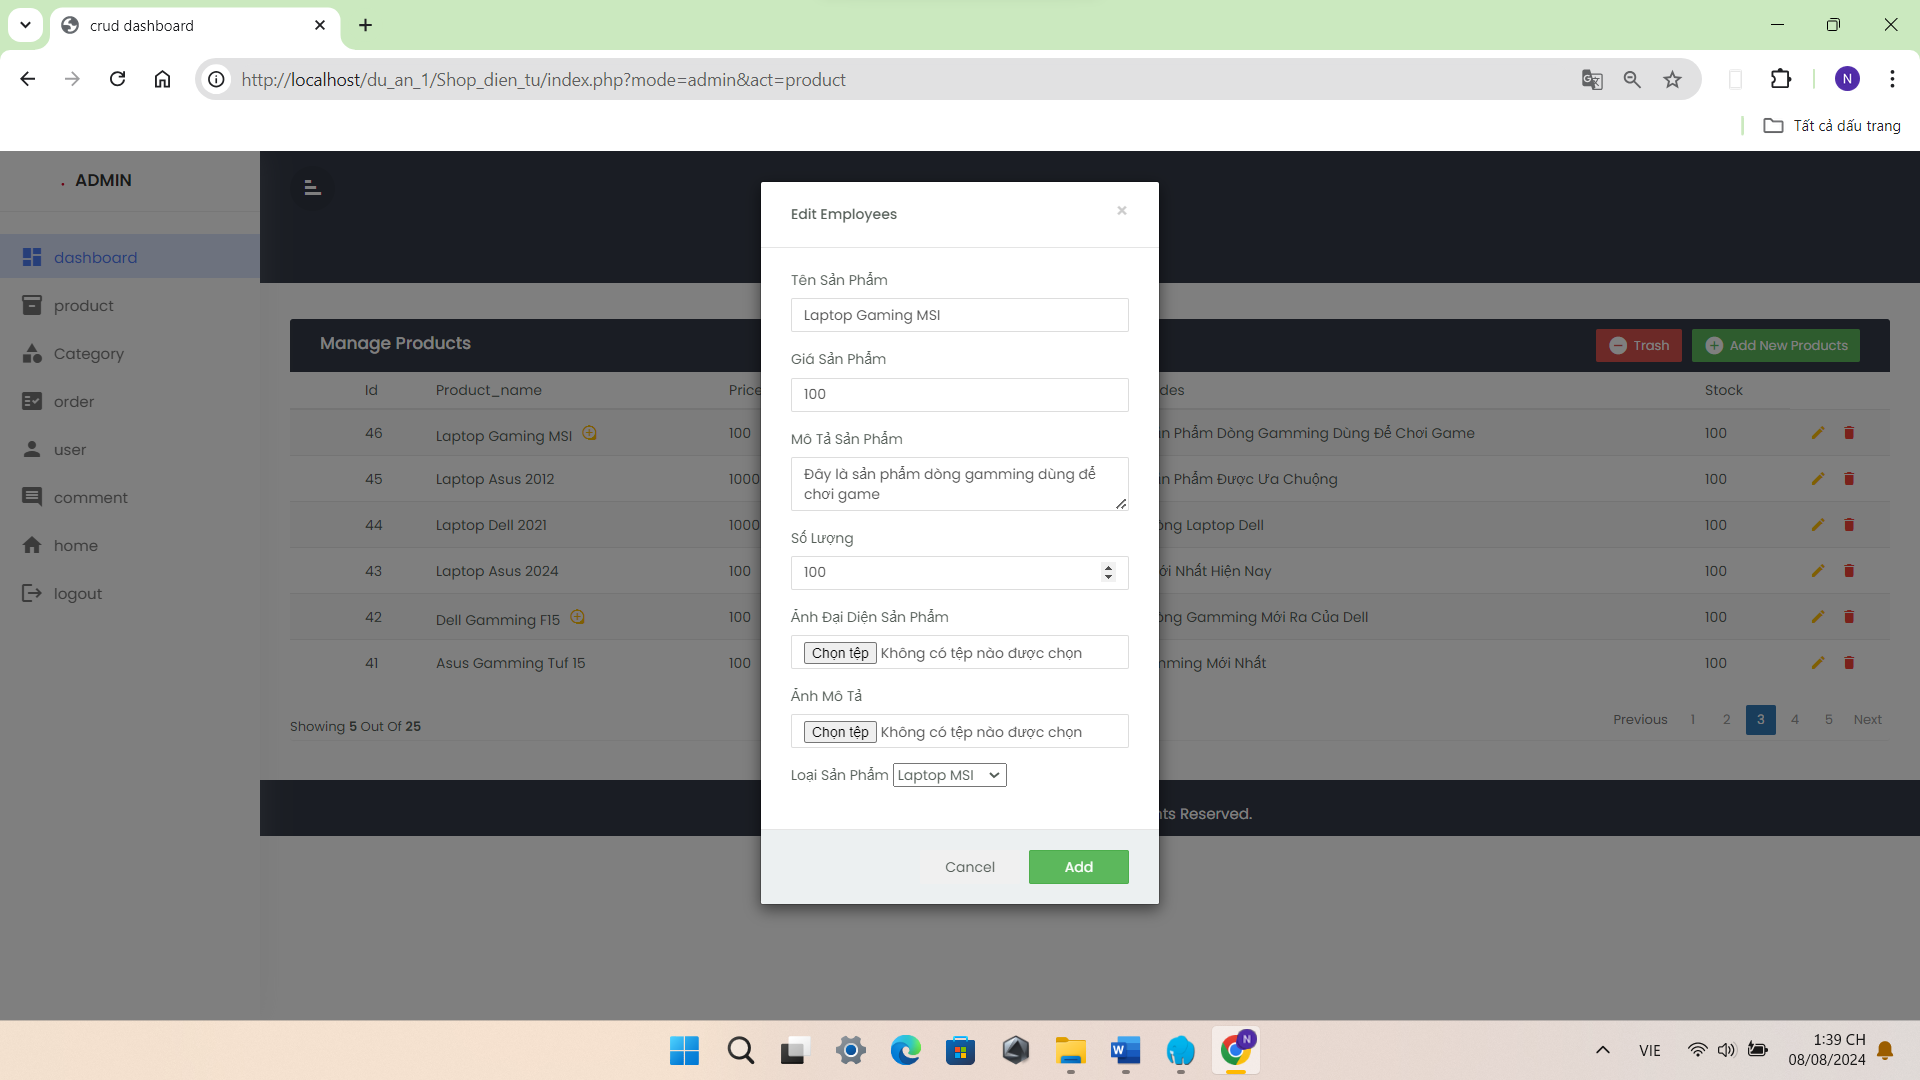 crud dashboard
http://localhost/du_an_1/Shop_dien_tu/index.php?mode=admin&act=product
N
Tất cả dấu trang
. ADMIN
dashboard
product
Category
order
user
comment
home
logout
Manage Products
Trash
Add New Products
Id Product_name Price des Stock
46 Laptop Gaming MSI 100 n Phẩm Dòng Gamming Dùng Để Chơi Game 100
45 Laptop Asus 2012 1000 n Phẩm Được Ưa Chuộng 100
44 Laptop Dell 2021 1000 ng Laptop Dell 100
43 Laptop Asus 2024 100 ới Nhất Hiện Nay 100
42 Dell Gamming F15 100 ng Gamming Mới Ra Của Dell 100
41 Asus Gamming Tuf 15 100 mming Mới Nhất 100
Showing 5 Out Of 25
Previous 1 2 3 4 5 Next
ts Reserved.
Edit Employees
×
Tên Sản Phẩm
Laptop Gaming MSI
Giá Sản Phẩm
100
Mô Tả Sản Phẩm
Đây là sản phẩm dòng gamming dùng để
chơi game
Số Lượng
100
Ảnh Đại Diện Sản Phẩm
Chọn tệp Không có tệp nào được chọn
Ảnh Mô Tả
Chọn tệp Không có tệp nào được chọn
Loại Sản Phẩm Laptop MSI
Cancel
Add
VIE
1:39 CH
08/08/2024